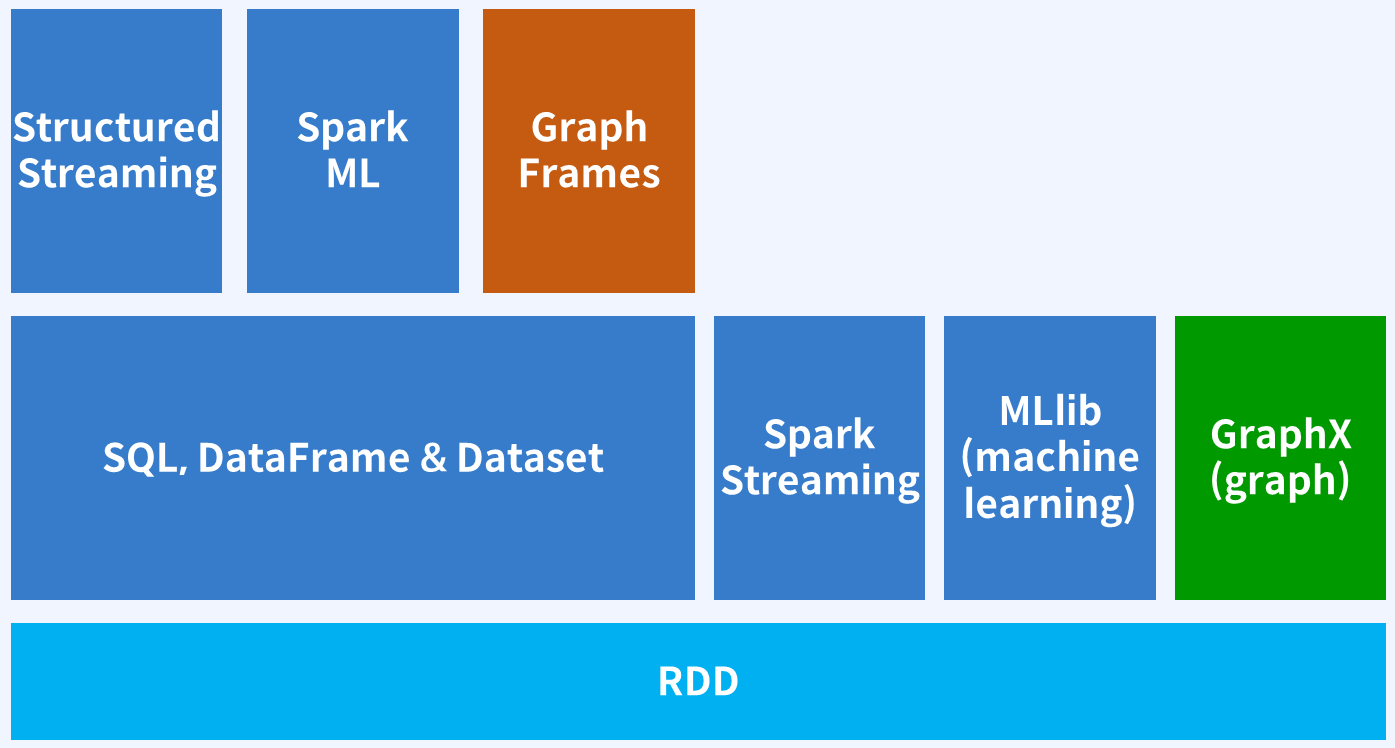 Structured
Streaming
Spark
ML
Graph
Frames
SQL, DataFrame & Dataset
Spark
Streaming
MLlib
(machine
learning)
GraphX
(graph)
RDD